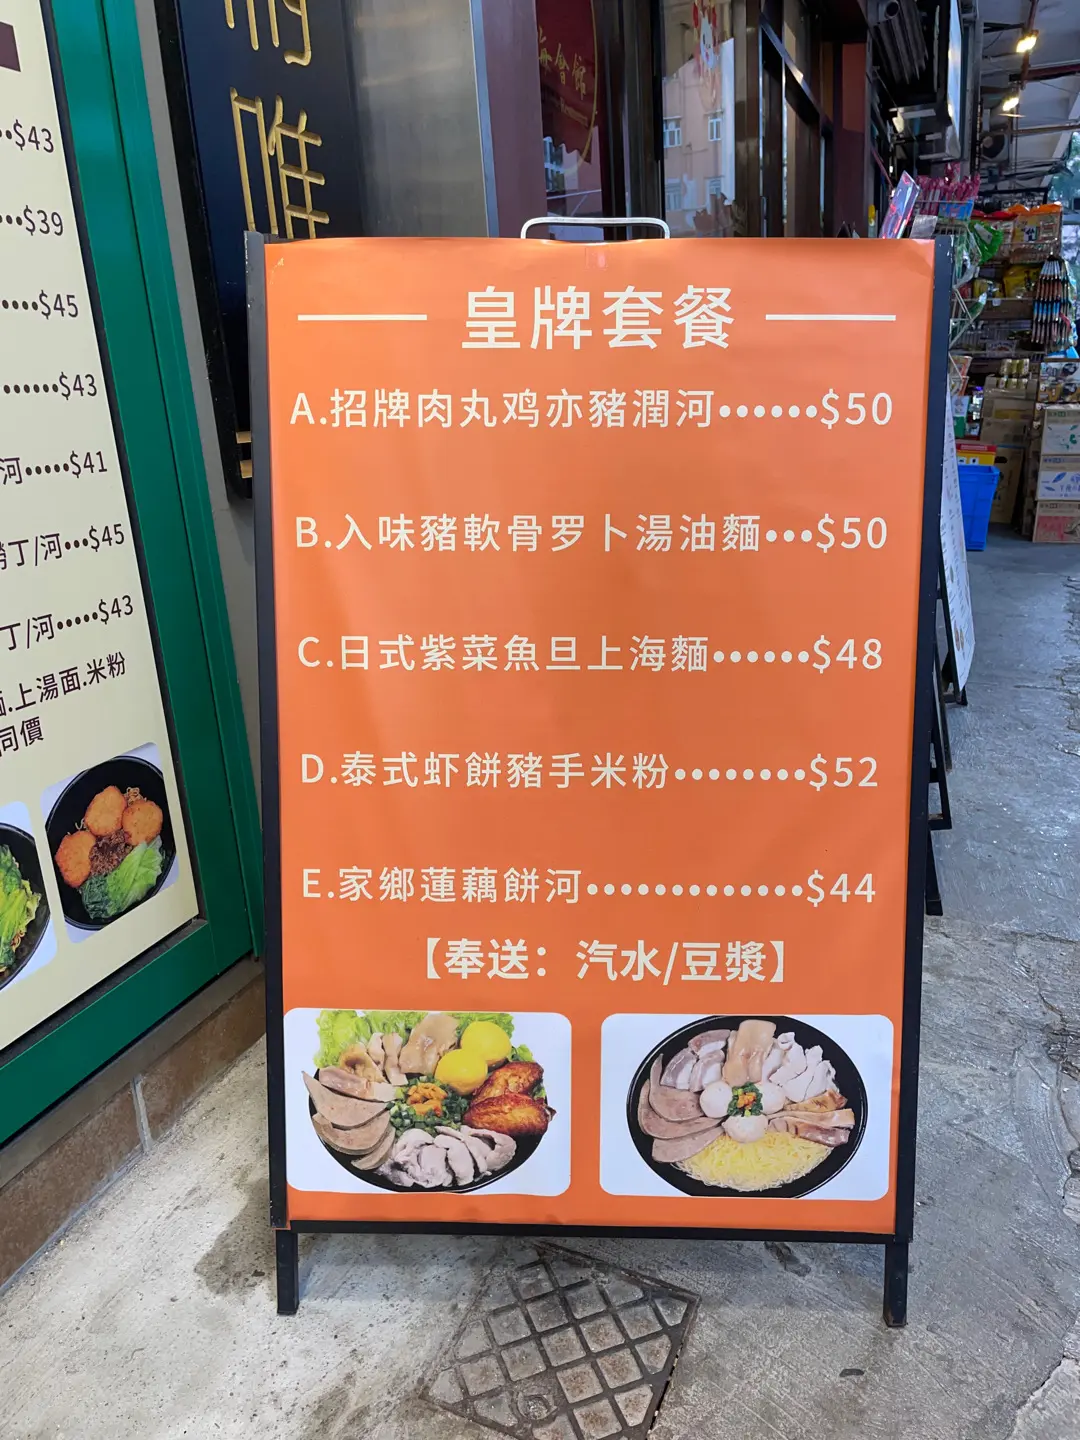 唯
會館
$43
$39
$45
$43
河·····$41
丁/河···$45
丁/河·····$43
.上湯面.米粉
同價
皇牌套餐
A.招牌肉丸鸡亦豬潤河······$50
B.入味豬軟骨罗卜湯油麵···$50
C.日式紫菜魚旦上海麵······$48
D.泰式虾餅豬手米粉········$52
E.家鄉蓮藕餅河·············$44
【奉送：汽水/豆漿】